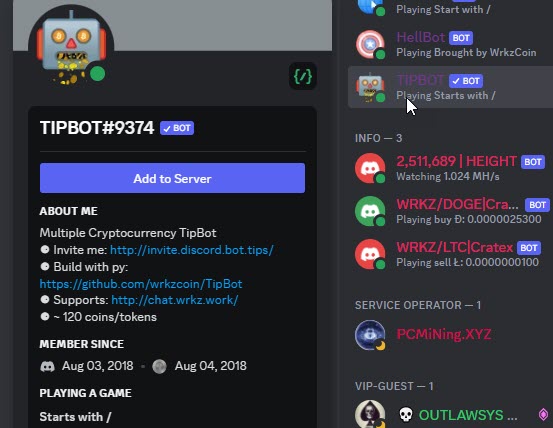 TIPBOT#9374 ✓ BOT
Add to Server
ABOUT ME
Multiple Cryptocurrency TipBot
⚈ Invite me: http://invite.discord.bot.tips/
⚈ Build with py:
https://github.com/wrkzcoin/TipBot
⚈ Supports: http://chat.wrkz.work/
⚈ ~ 120 coins/tokens
MEMBER SINCE
Aug 03, 2018 • Aug 04, 2018
PLAYING A GAME
Starts with /
Playing Start with /
HellBot BOT
Playing Brought by WrkzCoin
TIPBOT ✓ BOT
Playing Starts with /
INFO — 3
2,511,689 | HEIGHT BOT
Watching 1.024 MH/s
WRKZ/DOGE|Cra... BOT
Playing buy Ð: 0.0000025300
WRKZ/LTC|Cratex BOT
Playing sell Ł: 0.0000000100
SERVICE OPERATOR — 1
PCMiNing.XYZ
VIP-GUEST — 1
OUTLAWSYS ...